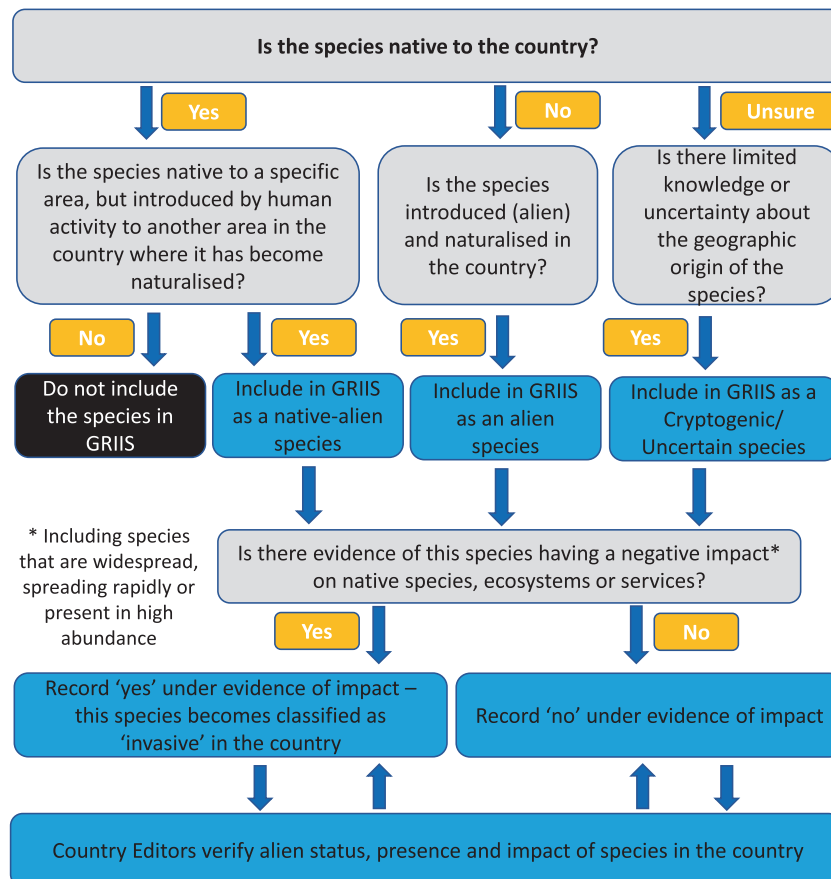 Is the species native to the country?
Yes
No
Unsure
Is the species native to a specific
area, but introduced by human
activity to another area in the
country where it has become
naturalised?
Is the species
introduced (alien)
and naturalised in
the country?
Is there limited
knowledge or
uncertainty about
the geographic
origin of the
species?
No
Yes
Yes
Yes
Do not include
the species in
GRIIS
Include in GRIIS
as a native-alien
species
Include in GRIIS
as an alien
species
Include in GRIIS as a
Cryptogenic/
Uncertain species
* Including species
that are widespread,
spreading rapidly or
present in high
abundance
Is there evidence of this species having a negative impact*
on native species, ecosystems or services?
Yes
No
Record ‘yes’ under evidence of impact –
this species becomes classified as
‘invasive’ in the country
Record ‘no’ under evidence of impact
Country Editors verify alien status, presence and impact of species in the country